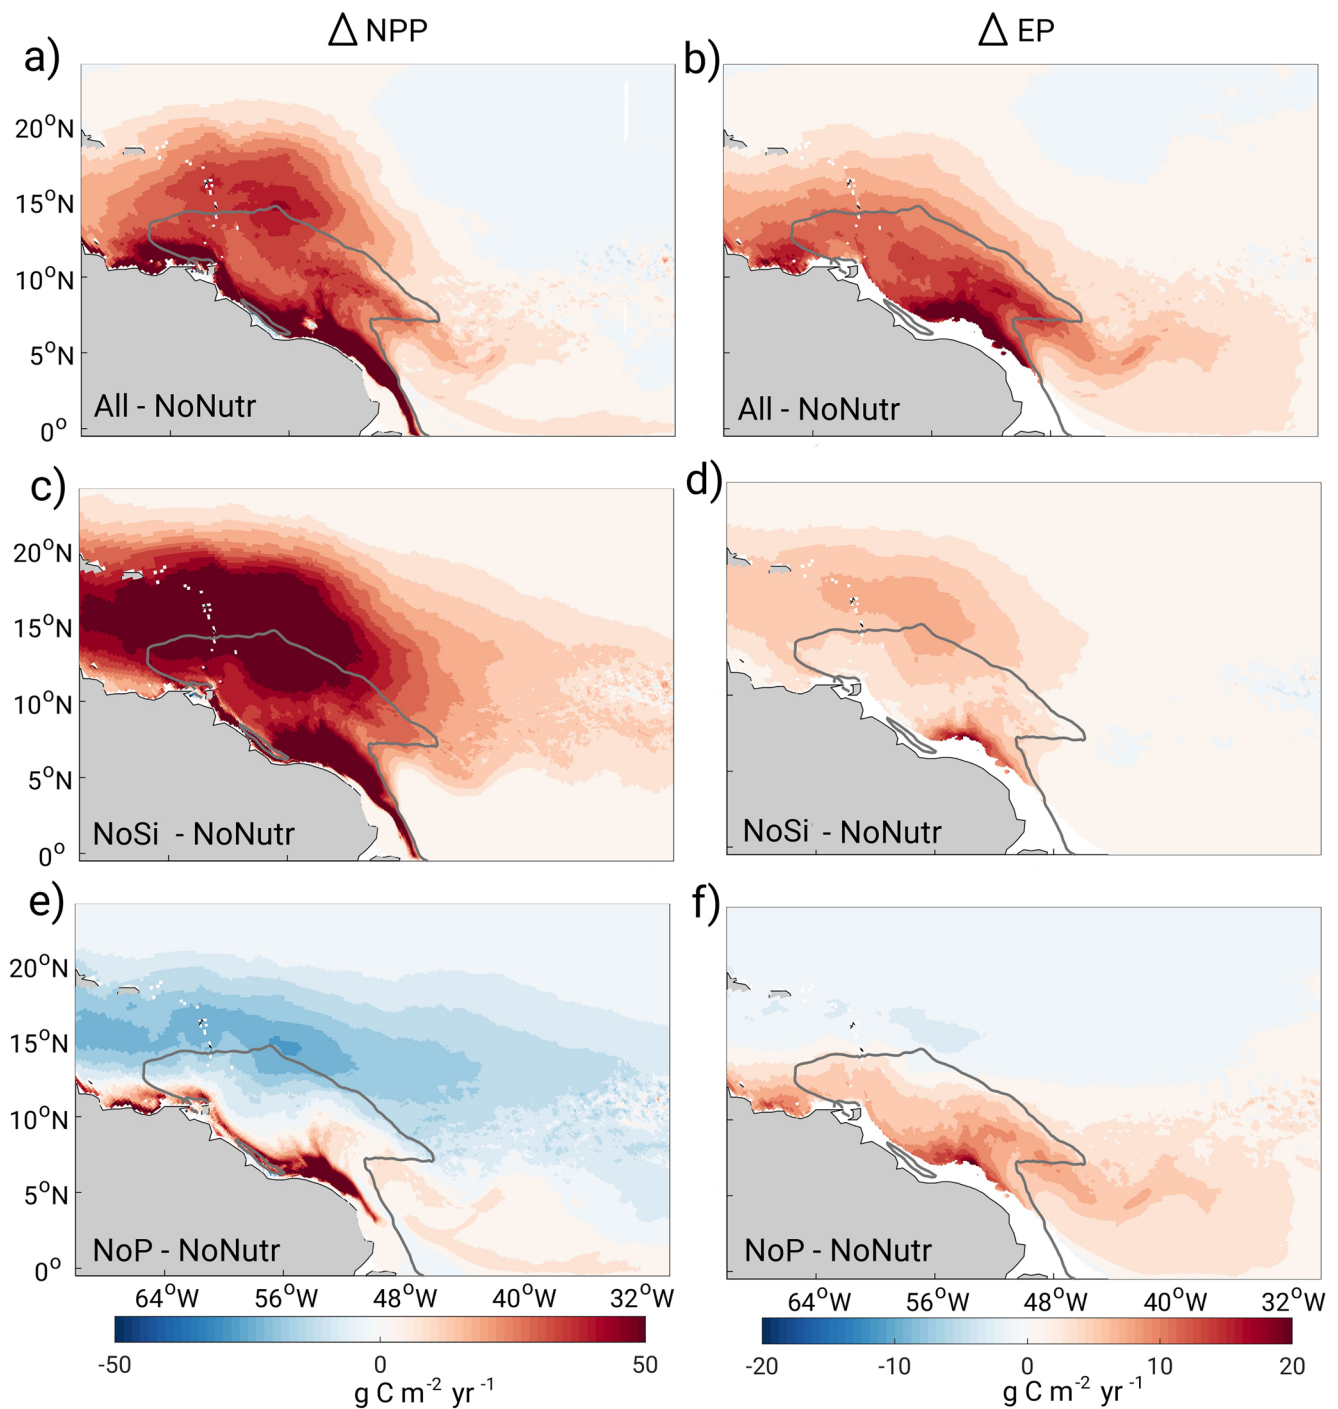 △ NPP
△ EP
a)
b)
20°N
15°N
10°N
5°N
0°
All - NoNutr
All - NoNutr
c)
d)
20°N
15°N
10°N
5°N
0°
NoSi - NoNutr
NoSi - NoNutr
e)
f)
20°N
15°N
10°N
5°N
0°
NoP - NoNutr
NoP - NoNutr
64°W 56°W 48°W 40°W 32°W
64°W 56°W 48°W 40°W 32°W
-50 0 50
g C m⁻² yr⁻¹
-20 -10 0 10 20
g C m⁻² yr⁻¹